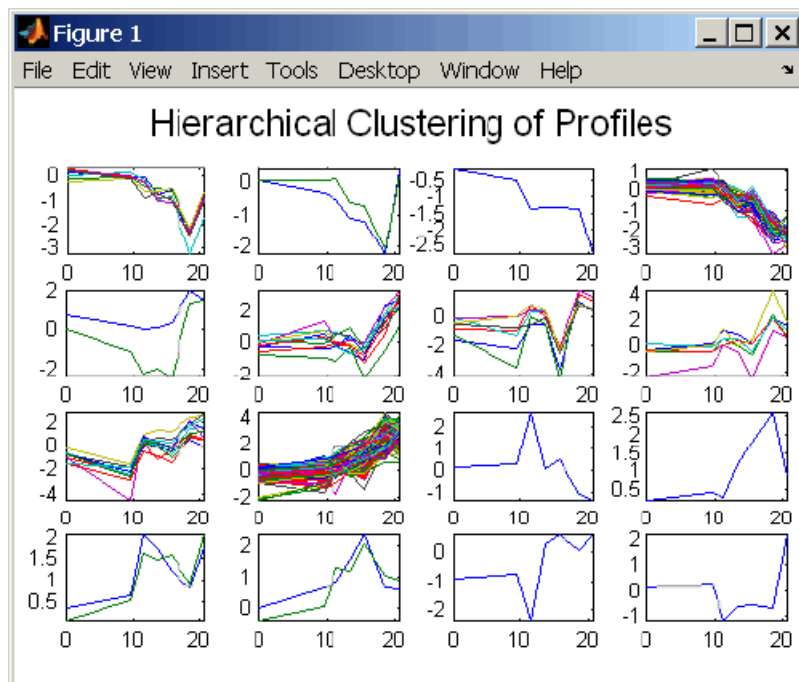 Figure 1
File Edit View Insert Tools Desktop Window Help
Hierarchical Clustering of Profiles
0 -1 -2 -3 0 10 20
0 -1 -2 0 10 20
-0.5 -1 -1.5 -2 -2.5 0 10 20
1 0 -1 -2 -3 0 10 20
2 0 -2 0 10 20
2 0 -2 0 10 20
0 -2 -4 0 10 20
4 2 0 -2 0 10 20
2 0 -2 -4 0 10 20
4 2 0 -2 0 10 20
2 1 0 -1 0 10 20
2.5 2 1.5 1 0.5 0 10 20
2 1.5 1 0.5 0 10 20
2 1 0 0 10 20
0 -1 -2 0 10 20
2 1 0 -1 0 10 20